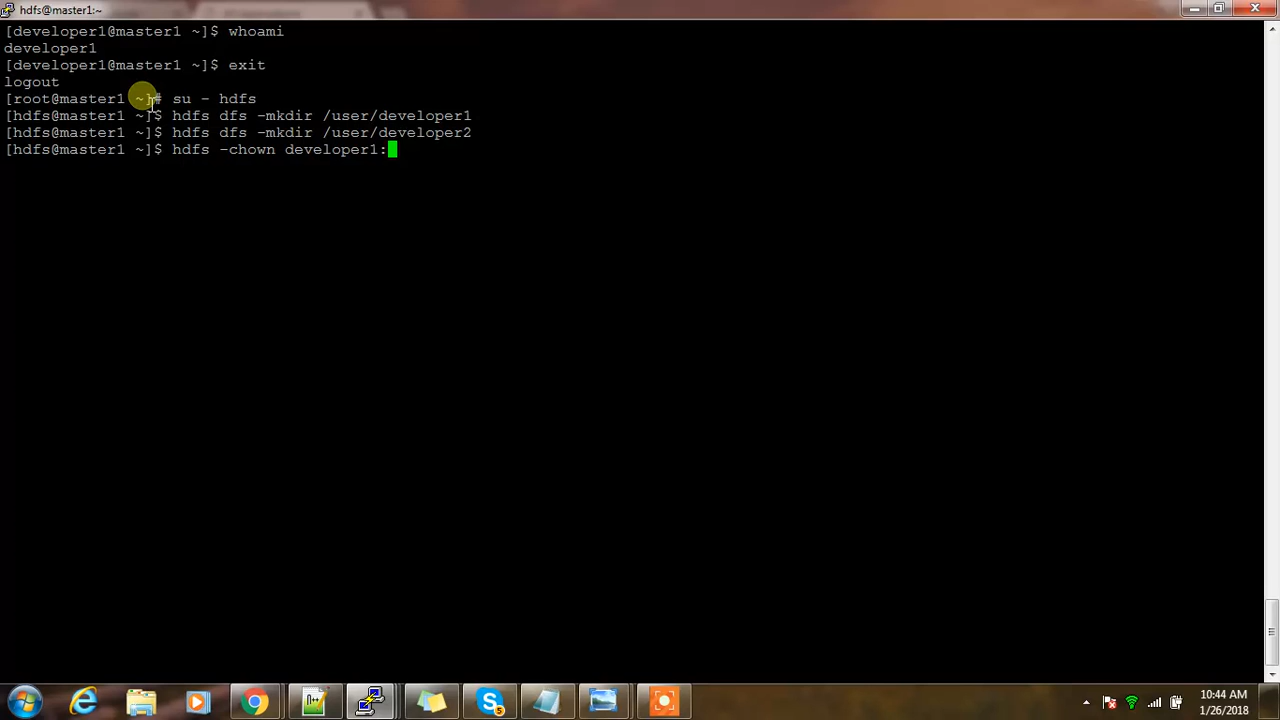 hdfs@master1:~
[developer1@master1 ~]$ whoami
developer1
[developer1@master1 ~]$ exit
logout
[root@master1 ~]# su - hdfs
[hdfs@master1 ~]$ hdfs dfs -mkdir /user/developer1
[hdfs@master1 ~]$ hdfs dfs -mkdir /user/developer2
[hdfs@master1 ~]$ hdfs -chown developer1:
10:44 AM
1/26/2018